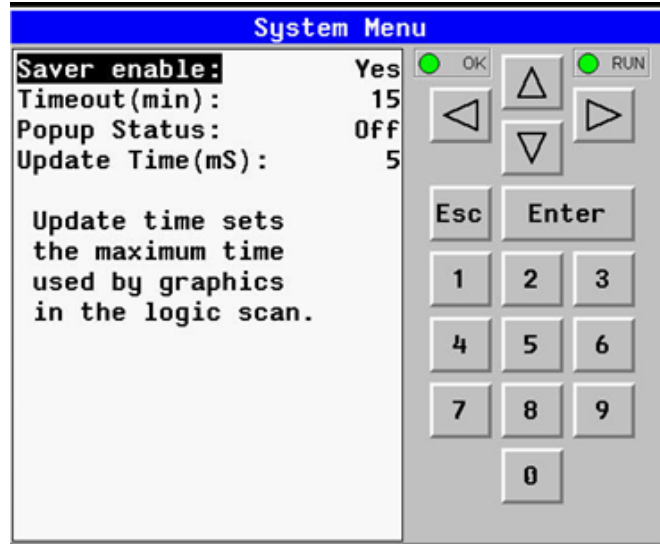 System Menu
Saver enable: Yes
Timeout(min): 15
Popup Status: Off
Update Time(mS): 5
Update time sets
the maximum time
used by graphics
in the logic scan.
OK
RUN
Esc Enter
1 2 3
4 5 6
7 8 9
0